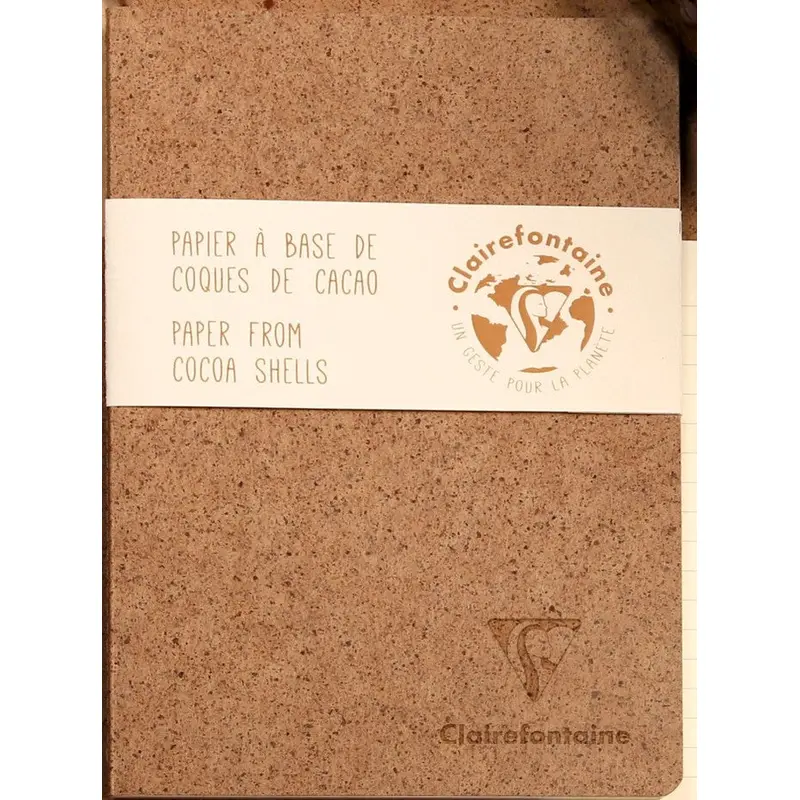 PAPIER À BASE DE
COQUES DE CACAO
PAPER FROM
COCOA SHELLS
Clairefontaine
UN GESTE POUR LA PLANÈTE
Clairefontaine